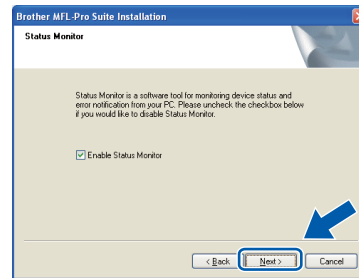 Brother MFL-Pro Suite Installation
Status Monitor
Status Monitor is a software tool for monitoring device status and
error notification from your PC. Please uncheck the checkbox below
if you would like to disable Status Monitor.
Enable Status Monitor
< Back
Next >
Cancel